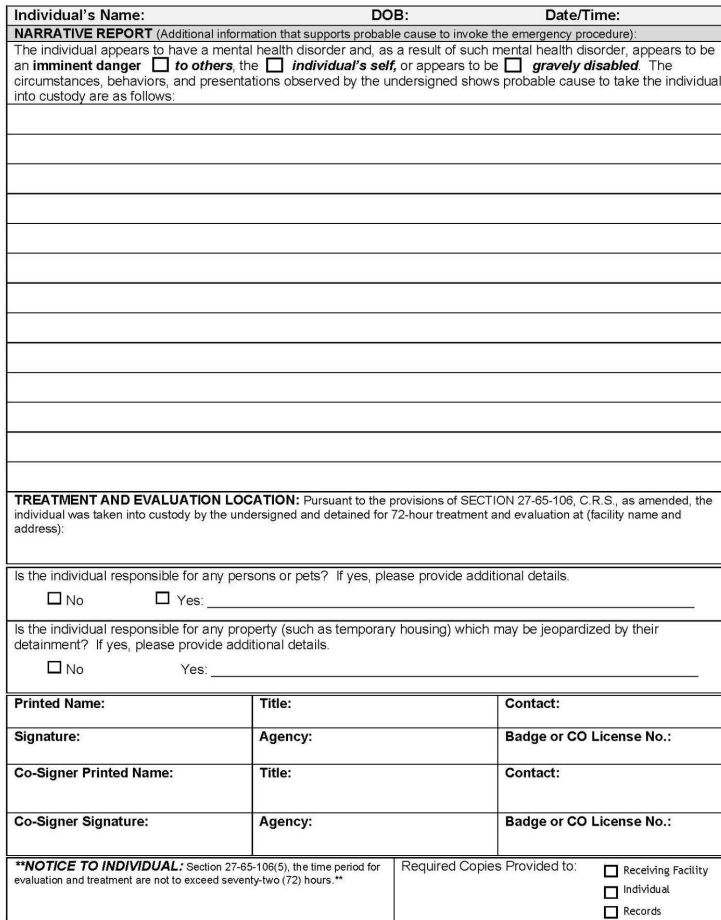 Individual's Name: DOB: Date/Time:
NARRATIVE REPORT (Additional information that supports probable cause to invoke the emergency procedure):
The individual appears to have a mental health disorder and, as a result of such mental health disorder, appears to be
an imminent danger ☐ to others, the ☐ individual's self, or appears to be ☐ gravely disabled. The
circumstances, behaviors, and presentations observed by the undersigned shows probable cause to take the individual
into custody are as follows:
TREATMENT AND EVALUATION LOCATION: Pursuant to the provisions of SECTION 27-65-106, C.R.S., as amended, the
individual was taken into custody by the undersigned and detained for 72-hour treatment and evaluation at (facility name and
address):
Is the individual responsible for any persons or pets? If yes, please provide additional details.
☐ No ☐ Yes:
Is the individual responsible for any property (such as temporary housing) which may be jeopardized by their
detainment? If yes, please provide additional details.
☐ No Yes:
Printed Name: Title: Contact:
Signature: Agency: Badge or CO License No.:
Co-Signer Printed Name: Title: Contact:
Co-Signer Signature: Agency: Badge or CO License No.:
**NOTICE TO INDIVIDUAL: Section 27-65-106(5), the time period for
evaluation and treatment are not to exceed seventy-two (72) hours.**
Required Copies Provided to: ☐ Receiving Facility
☐ Individual
☐ Records